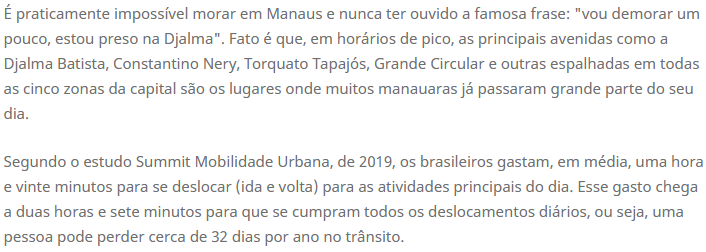 É praticamente impossível morar em Manaus e nunca ter ouvido a famosa frase: "vou demorar um
pouco, estou preso na Djalma". Fato é que, em horários de pico, as principais avenidas como a
Djalma Batista, Constantino Nery, Torquato Tapajós, Grande Circular e outras espalhadas em todas
as cinco zonas da capital são os lugares onde muitos manauaras já passaram grande parte do seu
dia.
Segundo o estudo Summit Mobilidade Urbana, de 2019, os brasileiros gastam, em média, uma hora
e vinte minutos para se deslocar (ida e volta) para as atividades principais do dia. Esse gasto chega
a duas horas e sete minutos para que se cumpram todos os deslocamentos diários, ou seja, uma
pessoa pode perder cerca de 32 dias por ano no trânsito.